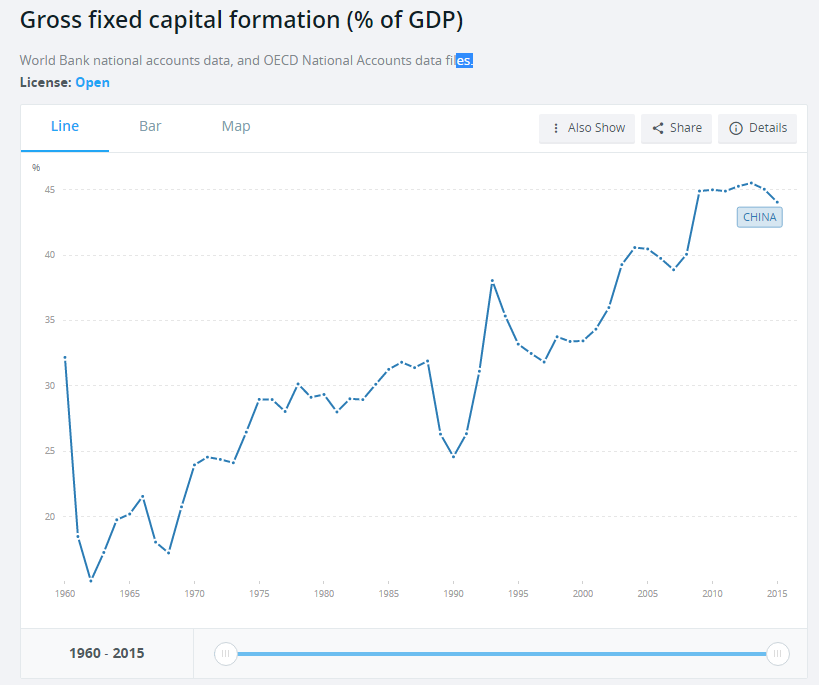 Gross fixed capital formation (% of GDP)
World Bank national accounts data, and OECD National Accounts data files.
License: Open
Line Bar Map Also Show Share Details
%
45
CHINA
40
35
30
25
20
1960 1965 1970 1975 1980 1985 1990 1995 2000 2005 2010 2015
1960 - 2015